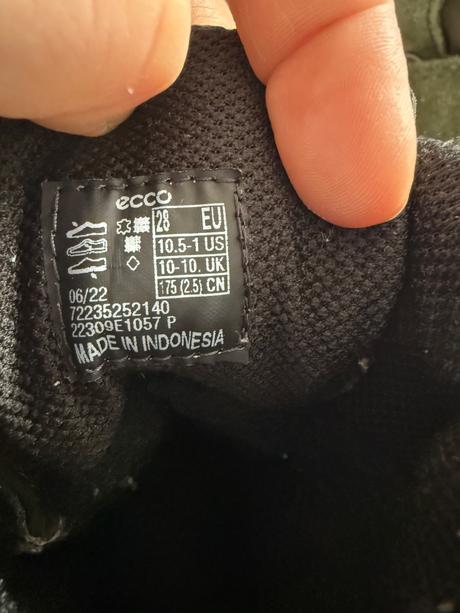 ecco
28 EU
10.5-1 US
10-10. UK
175 (2.5) CN
06/22
72235252140
22309E1057 P
MADE IN INDONESIA